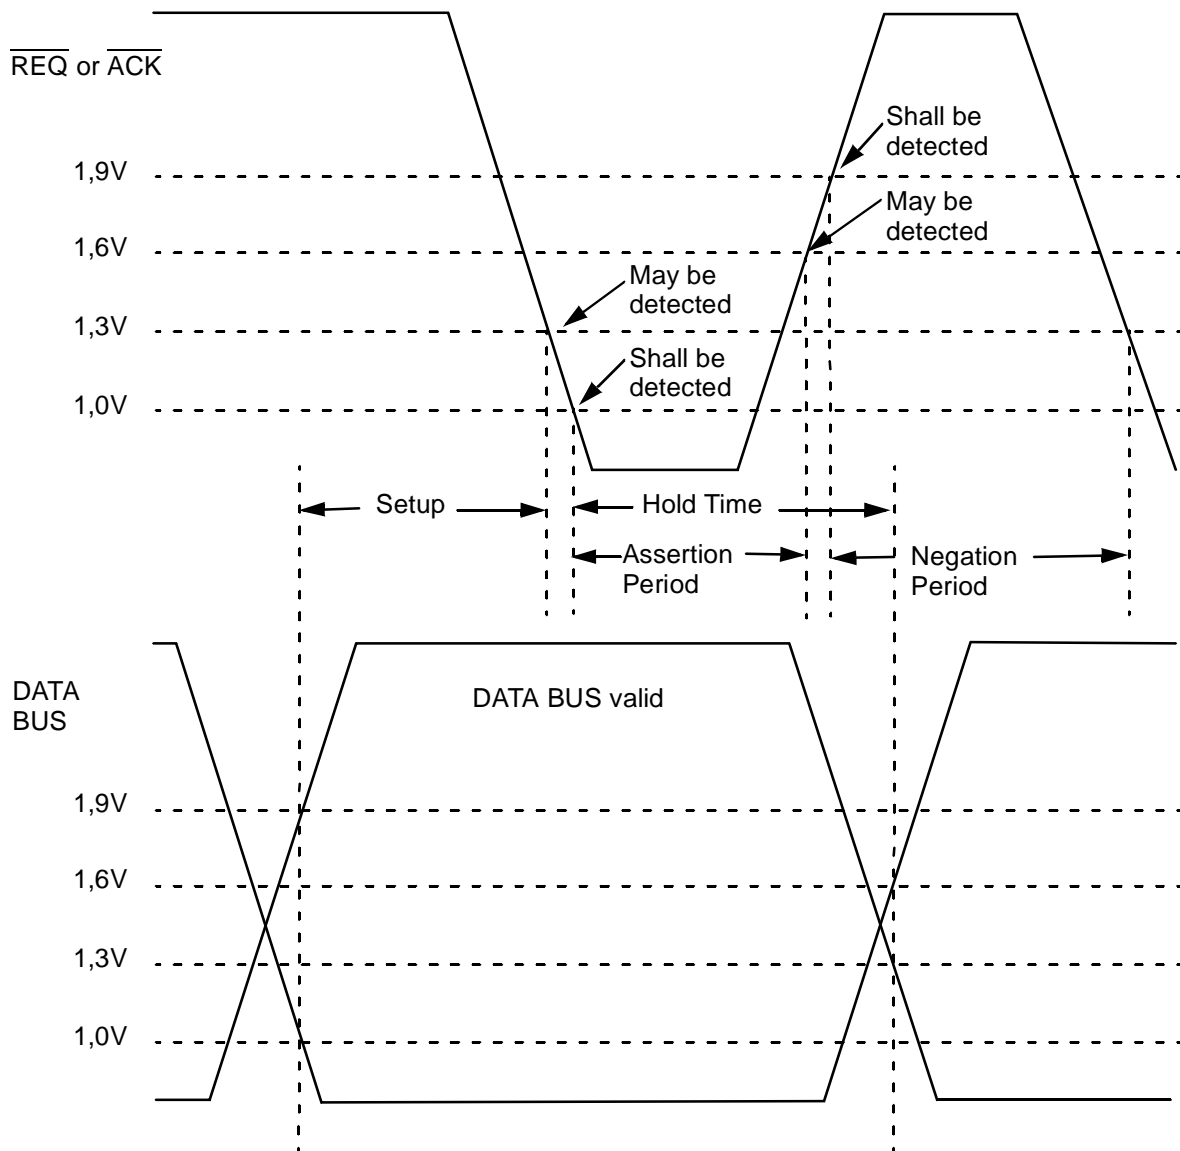 REQ or ACK
Shall be
detected
1,9V
May be
detected
1,6V
May be
detected
1,3V
Shall be
detected
1,0V
Setup
Hold Time
Assertion
Period
Negation
Period
DATA
BUS
DATA BUS valid
1,9V
1,6V
1,3V
1,0V